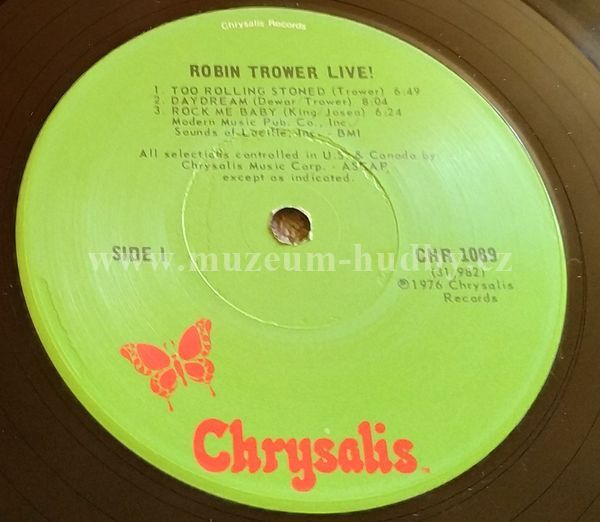 Chrysalis Records
ROBIN TROWER LIVE!
1. TOO ROLLING STONED (Trower) 6:49
2. DAYDREAM (Dewar/Trower) 8:04
3. ROCK ME BABY (King/Josea) 6:24
Modern Music Pub. Co., Inc./
Sounds of Lucille, Inc. - BMI
All selections controlled in U.S. & Canada by
Chrysalis Music Corp. - ASCAP,
except as indicated.
SIDE 1
CHR 1089
(31,982)
℗1976 Chrysalis
Records
www.muzeum-hudby.cz
Chrysalis